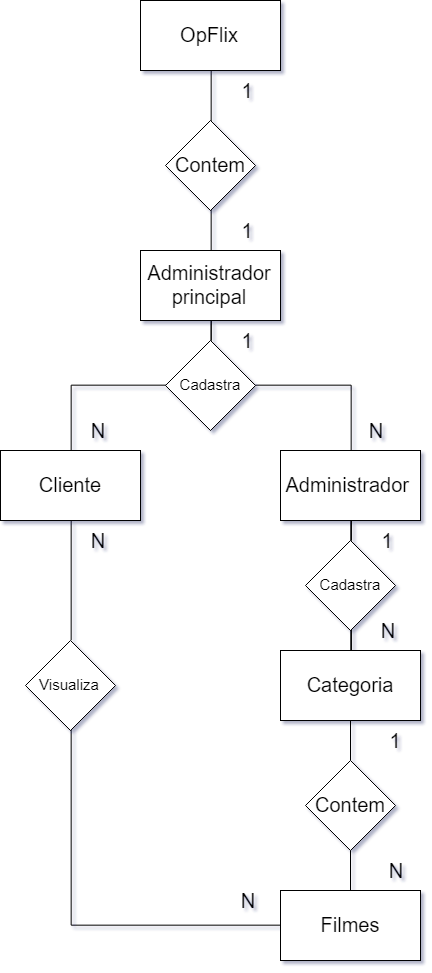 OpFlix
1
Contem
1
Administrador
principal
1
Cadastra
N
N
Cliente
Administrador
N
1
Cadastra
N
Visualiza
Categoria
1
Contem
N
N
Filmes